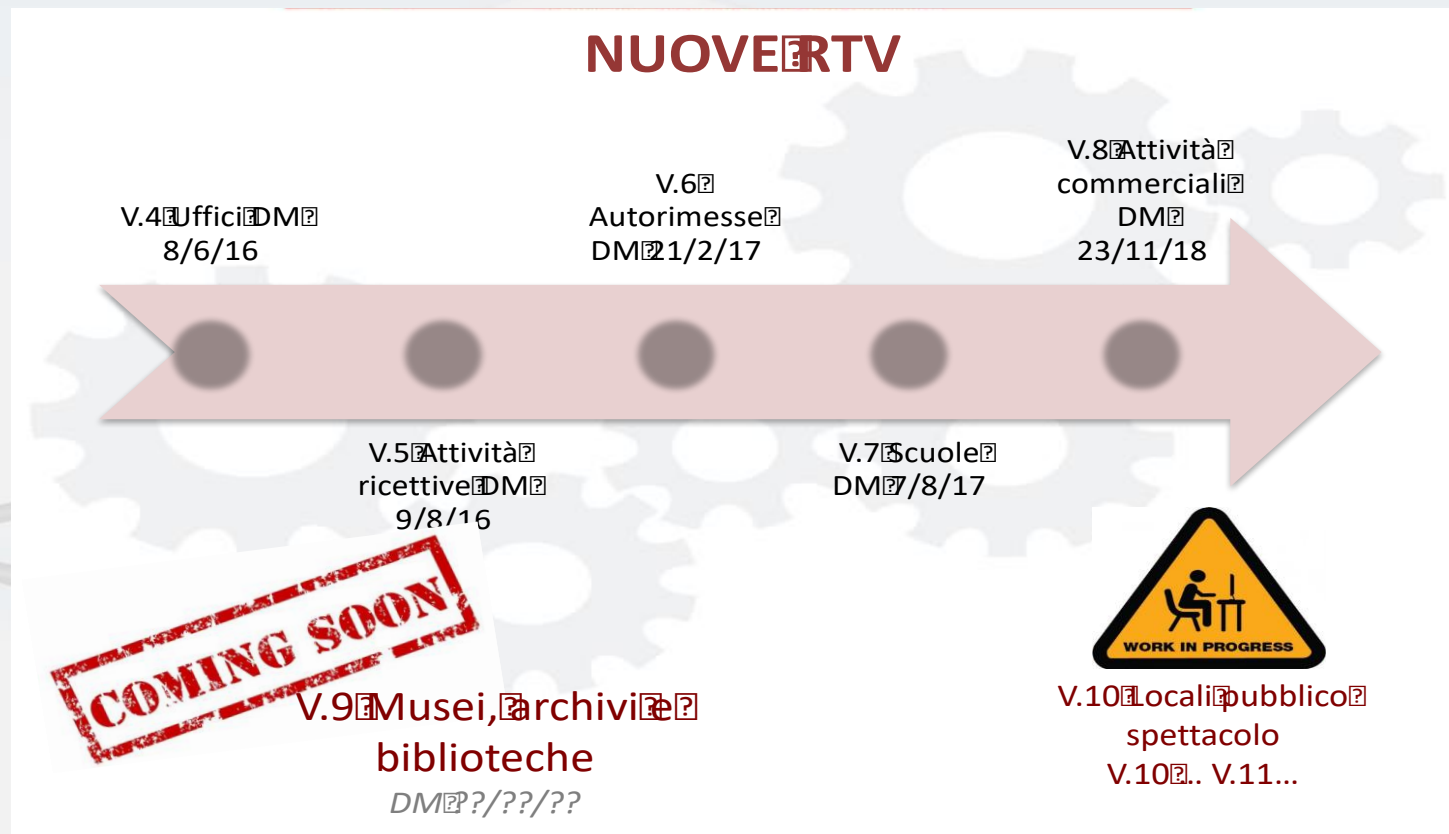 NUOVE RTV
V.4 Uffici DM
8/6/16
V.6
Autorimesse
DM 21/2/17
V.8 Attività
commerciali
DM
23/11/18
V.5 Attività
ricettive DM
9/8/16
V.7 Scuole
DM 7/8/17
COMING SOON
V.9 Musei, archivi e
biblioteche
DM ??/??/??
WORK IN PROGRESS
V.10 Locali pubblico
spettacolo
V.10 .. V.11...